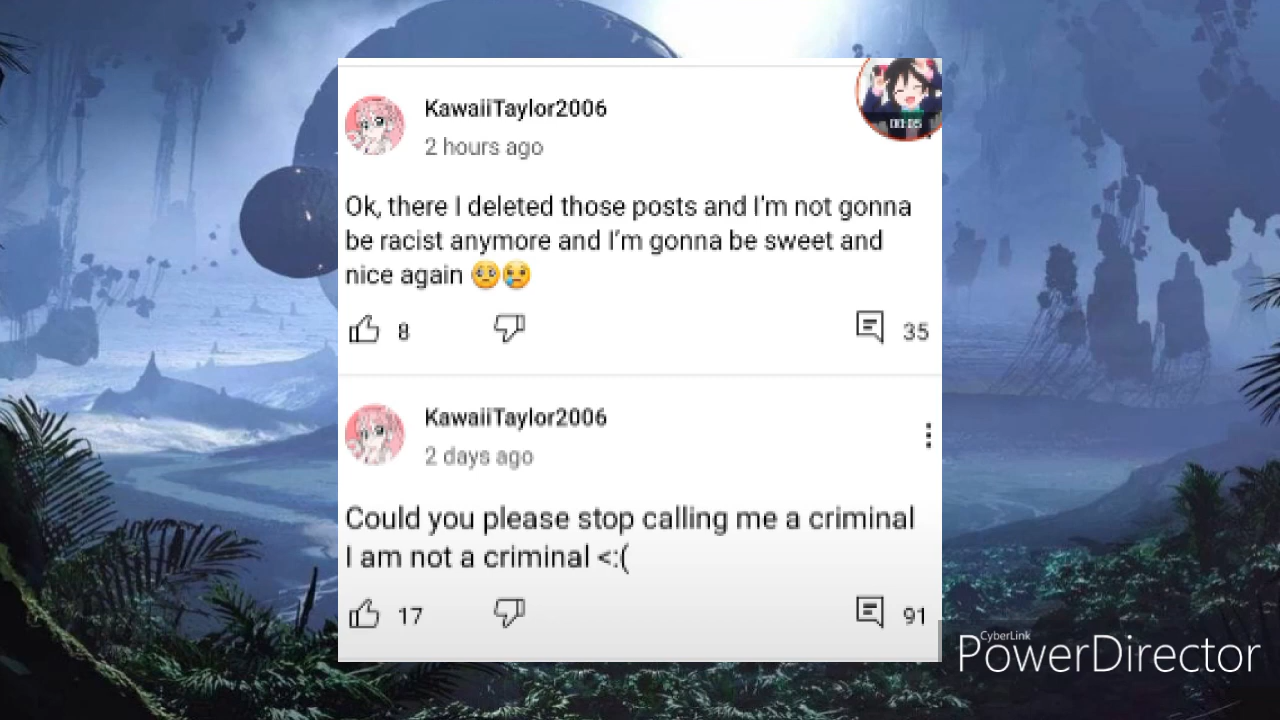 KawaiiTaylor2006
00:05
2 hours ago
Ok, there I deleted those posts and I'm not gonna
be racist anymore and I'm gonna be sweet and
nice again 🥺😢
8
35
KawaiiTaylor2006
2 days ago
Could you please stop calling me a criminal
I am not a criminal <:(
17
91
CyberLink
PowerDirector